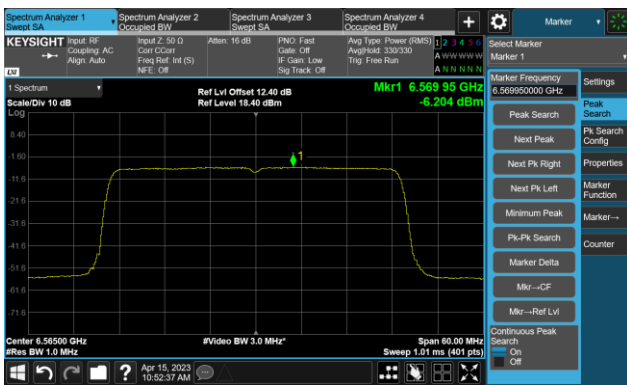 Spectrum Analyzer 1
Swept SA
Spectrum Analyzer 2
Occupied BW
Spectrum Analyzer 3
Swept SA
Spectrum Analyzer 4
Occupied BW
+
Marker
KEYSIGHT
Input: RF
Coupling: AC
Align: Auto
Input Z: 50 Ω
Corr CCorr
Freq Ref: Int (S)
NFE: Off
Atten: 16 dB
PNO: Fast
Gate: Off
IF Gain: Low
Sig Track: Off
Avg Type: Power (RMS)
Avg|Hold: 330/330
Trig: Free Run
1 2 3 4 5 6
A W W W W W
A N N N N N
Select Marker
Marker 1
LXI
1 Spectrum
Scale/Div 10 dB
Log
Ref Lvl Offset 12.40 dB
Ref Level 18.40 dBm
Mkr1 6.569 95 GHz
-6.204 dBm
8.40
-1.60
-11.6
-21.6
-31.6
-41.6
-51.6
-61.6
-71.6
1
Center 6.56500 GHz
#Res BW 1.0 MHz
#Video BW 3.0 MHz*
Span 60.00 MHz
Sweep 1.01 ms (401 pts)
Marker Frequency
6.569950000 GHz
Peak Search
Next Peak
Next Pk Right
Next Pk Left
Minimum Peak
Pk-Pk Search
Marker Delta
Mkr→CF
Mkr→Ref Lvl
Continuous Peak
Search
On
Off
Settings
Peak
Search
Pk Search
Config
Properties
Marker
Function
Marker→
Counter
?
Apr 15, 2023
10:52:37 AM